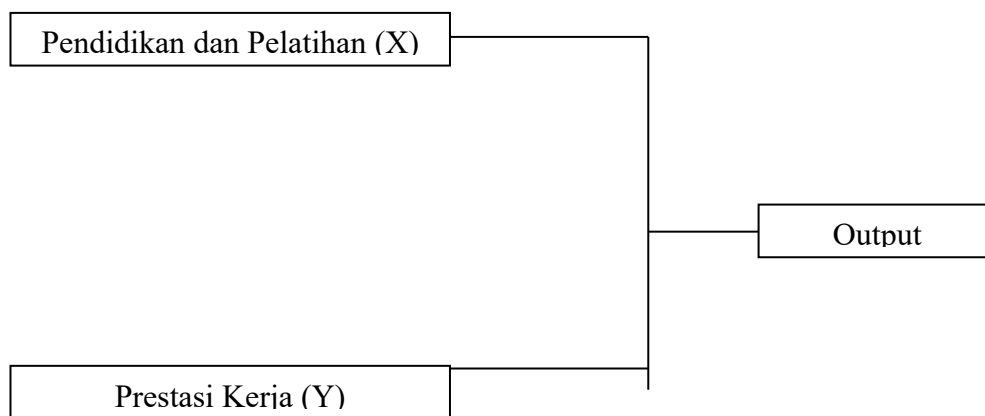 Pendidikan dan Pelatihan (X)
Output
Prestasi Kerja (Y)